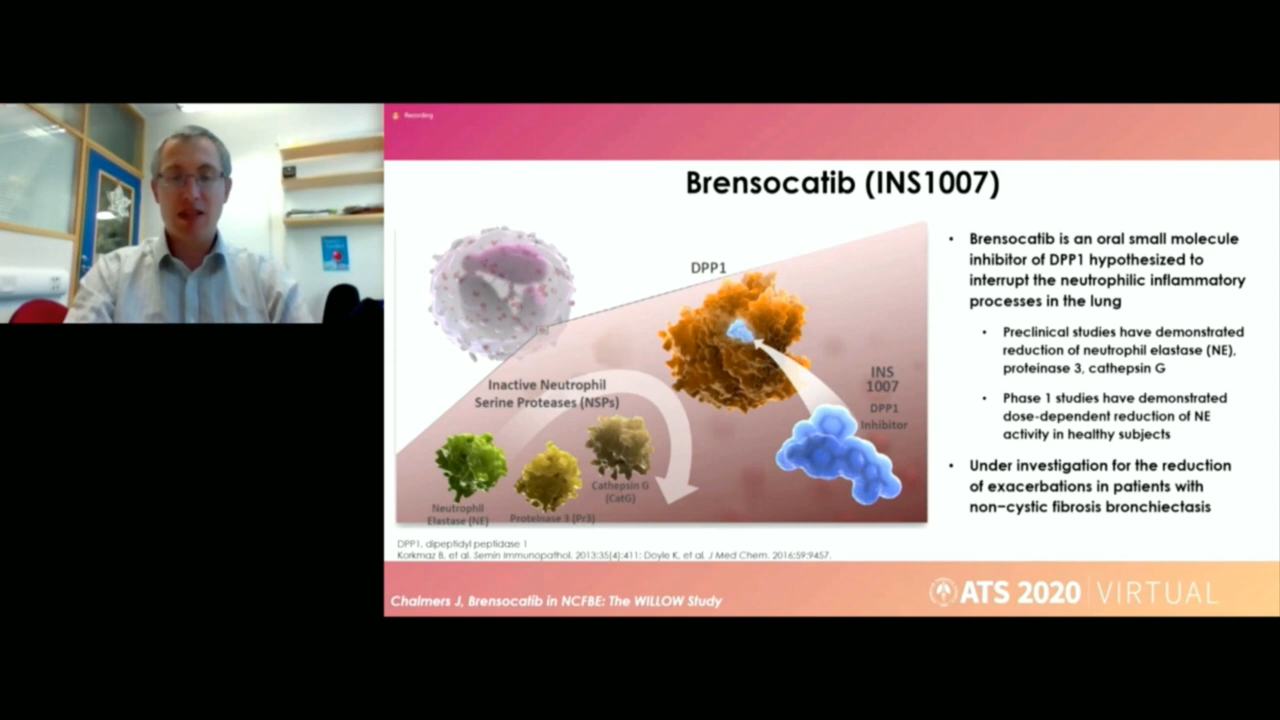 Recording
Brensocatib (INS1007)
DPP1
Inactive Neutrophil
Serine Proteases (NSPs)
INS
1007
DPP1
Inhibitor
Cathepsin G
(CatG)
Neutrophil
Elastase (NE)
Proteinase 3 (Pr3)
• Brensocatib is an oral small molecule
inhibitor of DPP1 hypothesized to
interrupt the neutrophilic inflammatory
processes in the lung
• Preclinical studies have demonstrated
reduction of neutrophil elastase (NE),
proteinase 3, cathepsin G
• Phase 1 studies have demonstrated
dose-dependent reduction of NE
activity in healthy subjects
• Under investigation for the reduction
of exacerbations in patients with
non-cystic fibrosis bronchiectasis
DPP1, dipeptidyl peptidase 1
Korkmaz B, et al. Semin Immunopathol. 2013;35(4):411; Doyle K, et al. J Med Chem. 2016;59:9457.
Chalmers J, Brensocatib in NCFBE: The WILLOW Study
ATS 2020 VIRTUAL